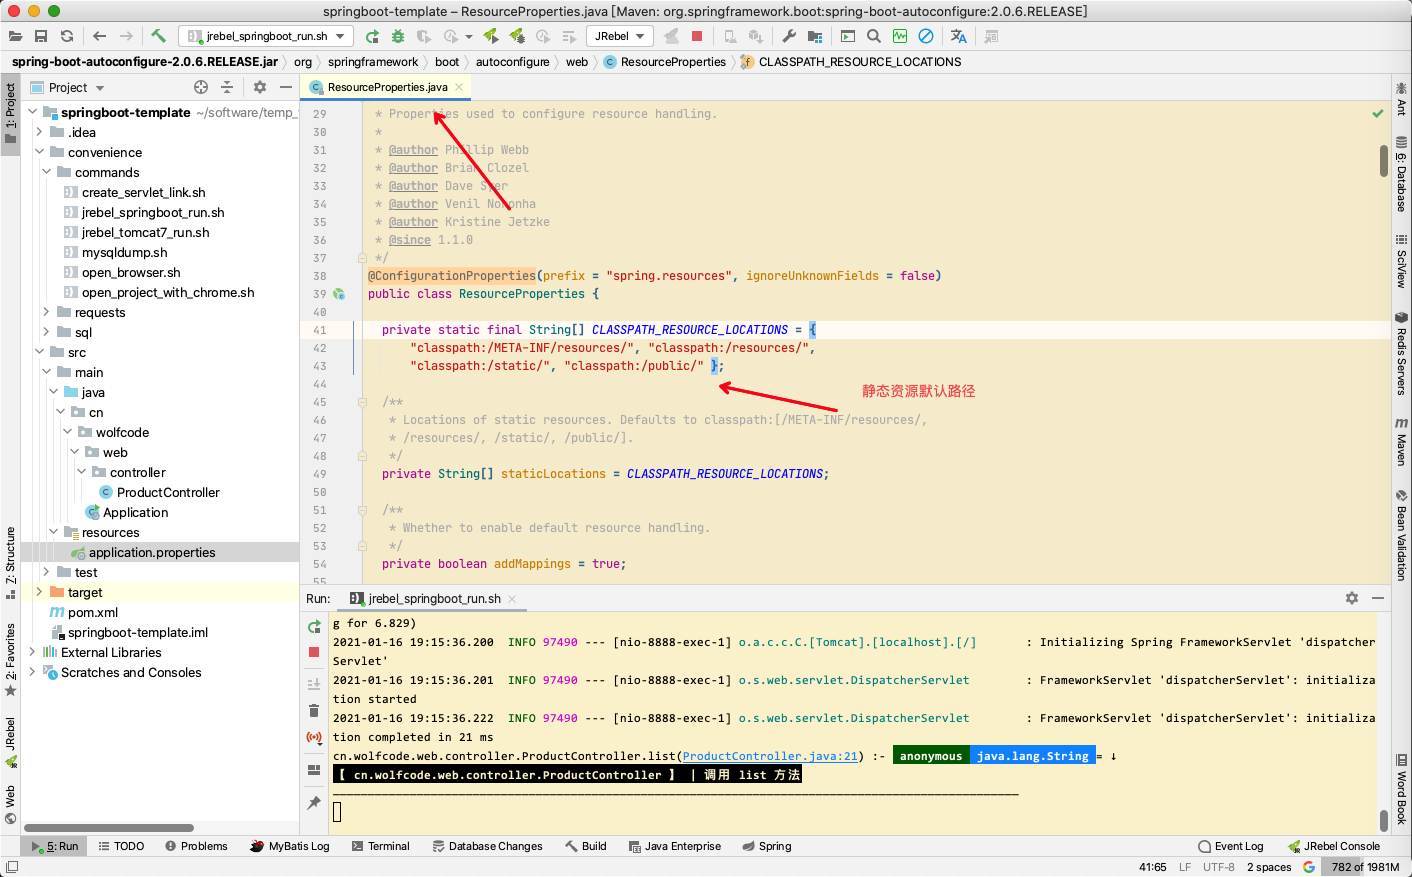 springboot-template – ResourceProperties.java [Maven: org.springframework.boot:spring-boot-autoconfigure:2.0.6.RELEASE]
jrebel_springboot_run.sh
JRebel
spring-boot-autoconfigure-2.0.6.RELEASE.jar
org
springframework
boot
autoconfigure
web
ResourceProperties
CLASSPATH_RESOURCE_LOCATIONS
Project
ResourceProperties.java
1: Project
Z: Structure
2: Favorites
JRebel
Web
springboot-template ~/software/temp_
.idea
convenience
commands
create_servlet_link.sh
jrebel_springboot_run.sh
jrebel_tomcat7_run.sh
mysqldump.sh
open_browser.sh
open_project_with_chrome.sh
requests
sql
src
main
java
cn
wolfcode
web
controller
ProductController
Application
resources
application.properties
test
target
pom.xml
springboot-template.iml
External Libraries
Scratches and Consoles
29 * Properties used to configure resource handling.
30 *
31 * @author Phillip Webb
32 * @author Brian Clozel
33 * @author Dave Syer
34 * @author Venil Noronha
35 * @author Kristine Jetzke
36 * @since 1.1.0
37 */
38 @ConfigurationProperties(prefix = "spring.resources", ignoreUnknownFields = false)
39 public class ResourceProperties {
40
41 private static final String[] CLASSPATH_RESOURCE_LOCATIONS = {
42 "classpath:/META-INF/resources/", "classpath:/resources/",
43 "classpath:/static/", "classpath:/public/" };
44
静态资源默认路径
45 /**
46 * Locations of static resources. Defaults to classpath:[/META-INF/resources/,
47 * /resources/, /static/, /public/].
48 */
49 private String[] staticLocations = CLASSPATH_RESOURCE_LOCATIONS;
50
51 /**
52 * Whether to enable default resource handling.
53 */
54 private boolean addMappings = true;
55
Ant
6: Database
SciView
Redis Servers
Maven
Bean Validation
Word Book
Run: jrebel_springboot_run.sh
g for 6.829)
2021-01-16 19:15:36.200 INFO 97490 --- [nio-8888-exec-1] o.a.c.c.C.[Tomcat].[localhost].[/] : Initializing Spring FrameworkServlet 'dispatcher
Servlet'
2021-01-16 19:15:36.201 INFO 97490 --- [nio-8888-exec-1] o.s.web.servlet.DispatcherServlet : FrameworkServlet 'dispatcherServlet': initializa
tion started
2021-01-16 19:15:36.222 INFO 97490 --- [nio-8888-exec-1] o.s.web.servlet.DispatcherServlet : FrameworkServlet 'dispatcherServlet': initializa
tion completed in 21 ms
cn.wolfcode.web.controller.ProductController.list(ProductController.java:21) :- anonymous java.lang.String= ↓
【 cn.wolfcode.web.controller.ProductController 】 | 调用 list 方法
5: Run
TODO
Problems
MyBatis Log
Terminal
Database Changes
Build
Java Enterprise
Spring
Event Log
JRebel Console
41:65 LF UTF-8 2 spaces 782 of 1981M